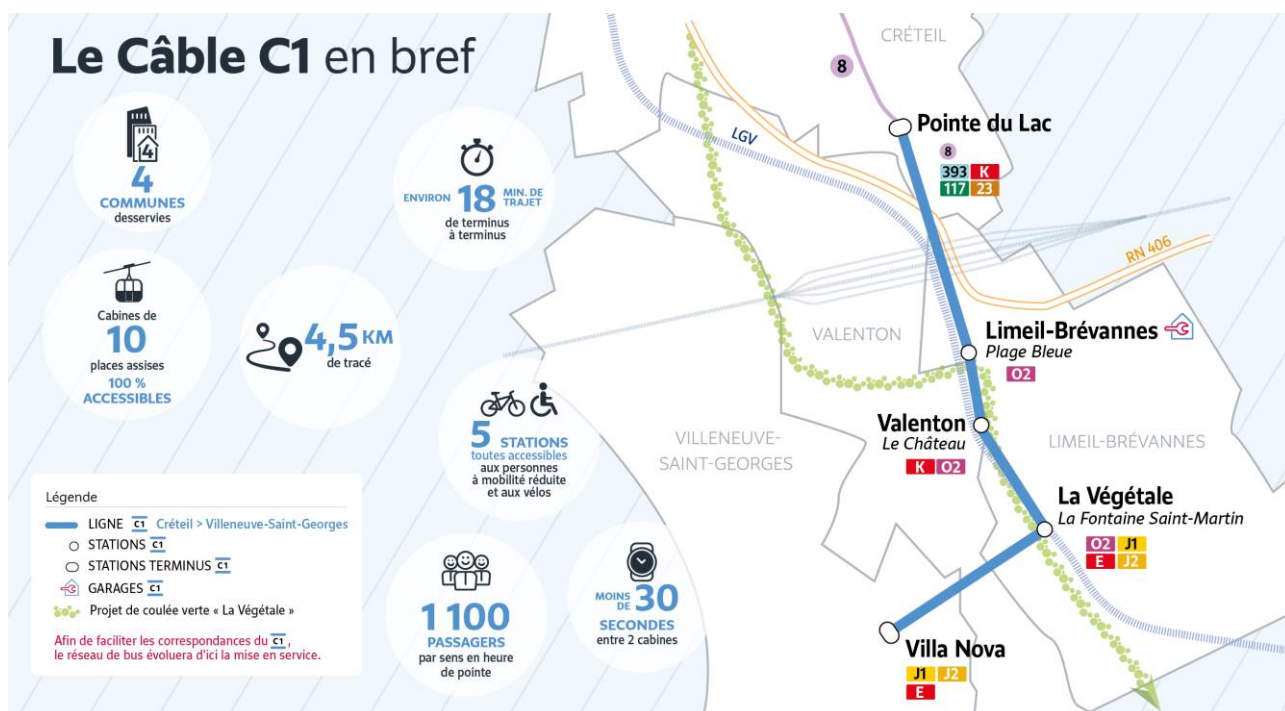 Le Câble C1 en bref
4
4
COMMUNES
desservies
ENVIRON 18 MIN. DE TRAJET
de terminus
à terminus
Cabines de
10
places assises
100 %
ACCESSIBLES
4,5 KM
de tracé
5 STATIONS
toutes accessibles
aux personnes
à mobilité réduite
et aux vélos
1 100
PASSAGERS
par sens en heure
de pointe
MOINS DE 30
SECONDES
entre 2 cabines
Légende
LIGNE C1 Créteil > Villeneuve-Saint-Georges
STATIONS C1
STATIONS TERMINUS C1
GARAGES C1
Projet de coulée verte « La Végétale »
Afin de faciliter les correspondances du C1,
le réseau de bus évoluera d'ici la mise en service.
CRÉTEIL
8
Pointe du Lac
8
393 K
117 23
LGV
RN 406
VALENTON
Limeil-Brévannes
Plage Bleue
O2
Valenton
Le Château
K O2
VILLENEUVE-
SAINT-GEORGES
LIMEIL-BRÉVANNES
La Végétale
La Fontaine Saint-Martin
O2 J1
E J2
Villa Nova
J1 J2
E